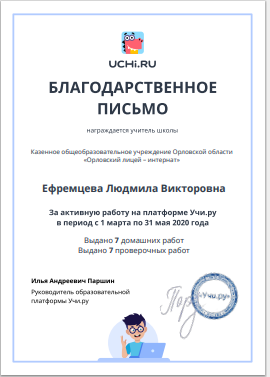 UCHi.RU
БЛАГОДАРСТВЕННОЕ
ПИСЬМО
награждается учитель школы
Казенное общеобразовательное учреждение Орловской области
«Орловский лицей – интернат»
Ефремцева Людмила Викторовна
За активную работу на платформе Учи.ру
в период с 1 марта по 31 мая 2020 года
Выдано 7 домашних работ
Выдано 7 проверочных работ
Илья Андреевич Паршин
Руководитель образовательной
платформы Учи.ру
«Учи.ру»